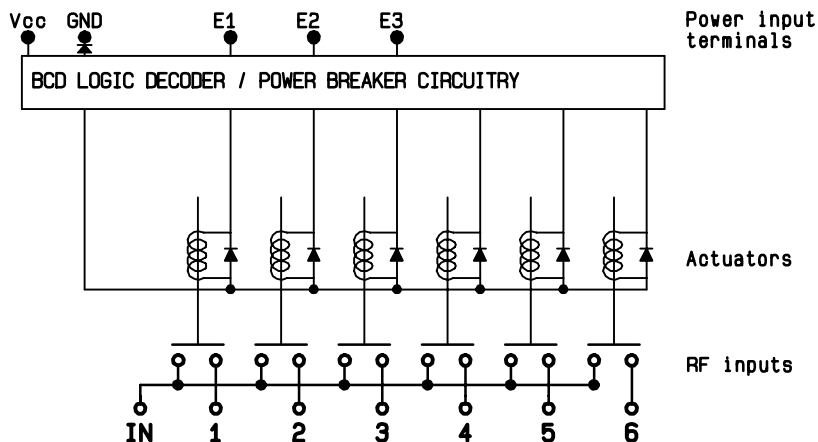 Vcc GND E1 E2 E3 Power input
terminals
BCD LOGIC DECODER / POWER BREAKER CIRCUITRY
Actuators
RF inputs
IN 1 2 3 4 5 6